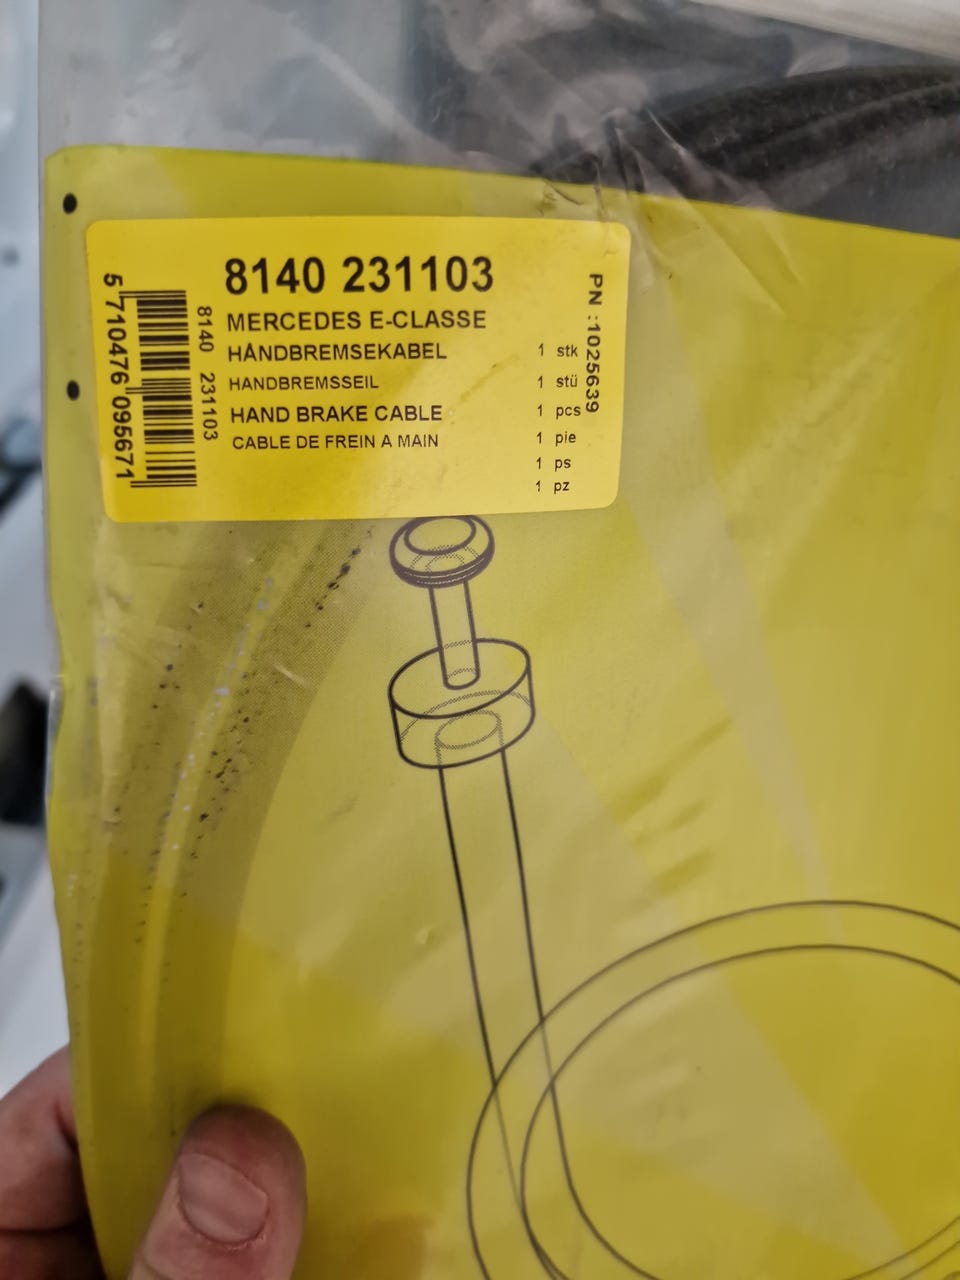 8140 231103
MERCEDES E-CLASSE
HÅNDBREMSEKABEL 1 stk
HANDBREMSSEIL 1 stü
HAND BRAKE CABLE 1 pcs
CABLE DE FREIN A MAIN 1 pie
1 ps
1 pz
5 710476 095671
8140 231103
PN :1025639